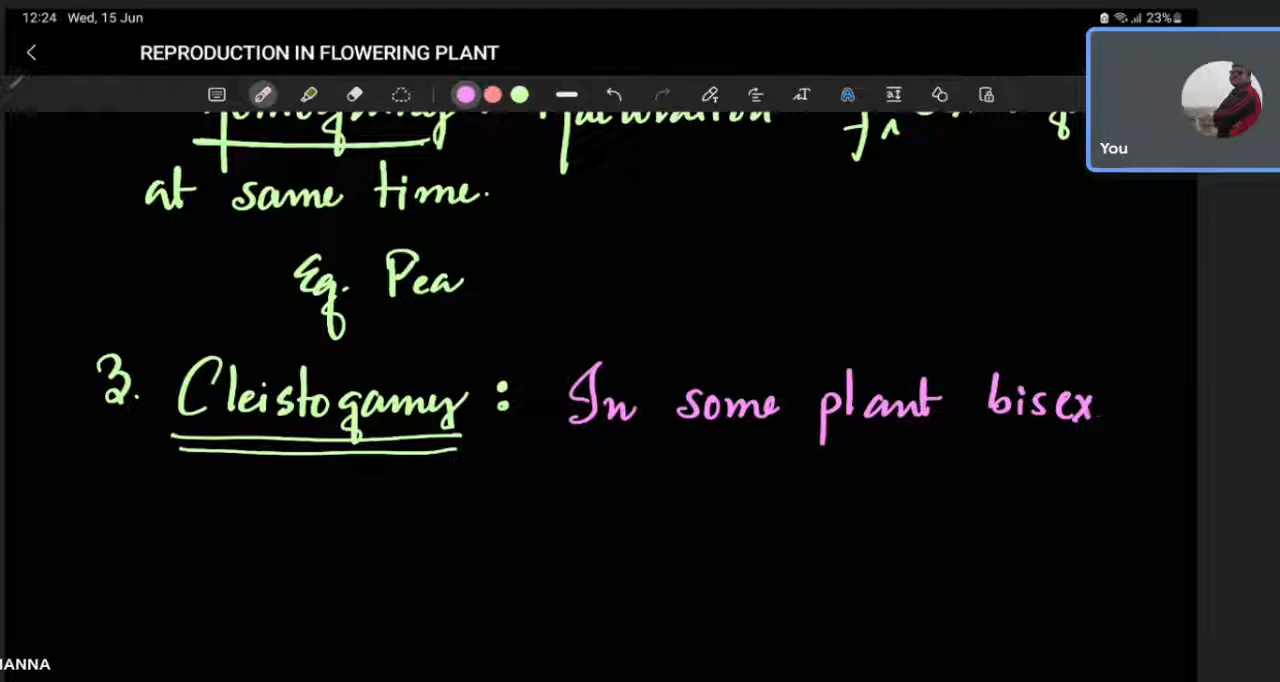 12:24 Wed, 15 Jun 23%
REPRODUCTION IN FLOWERING PLANT
You
at same time.
Eg. Pea
3. Cleistogamy : In some plant bisex
IANNA